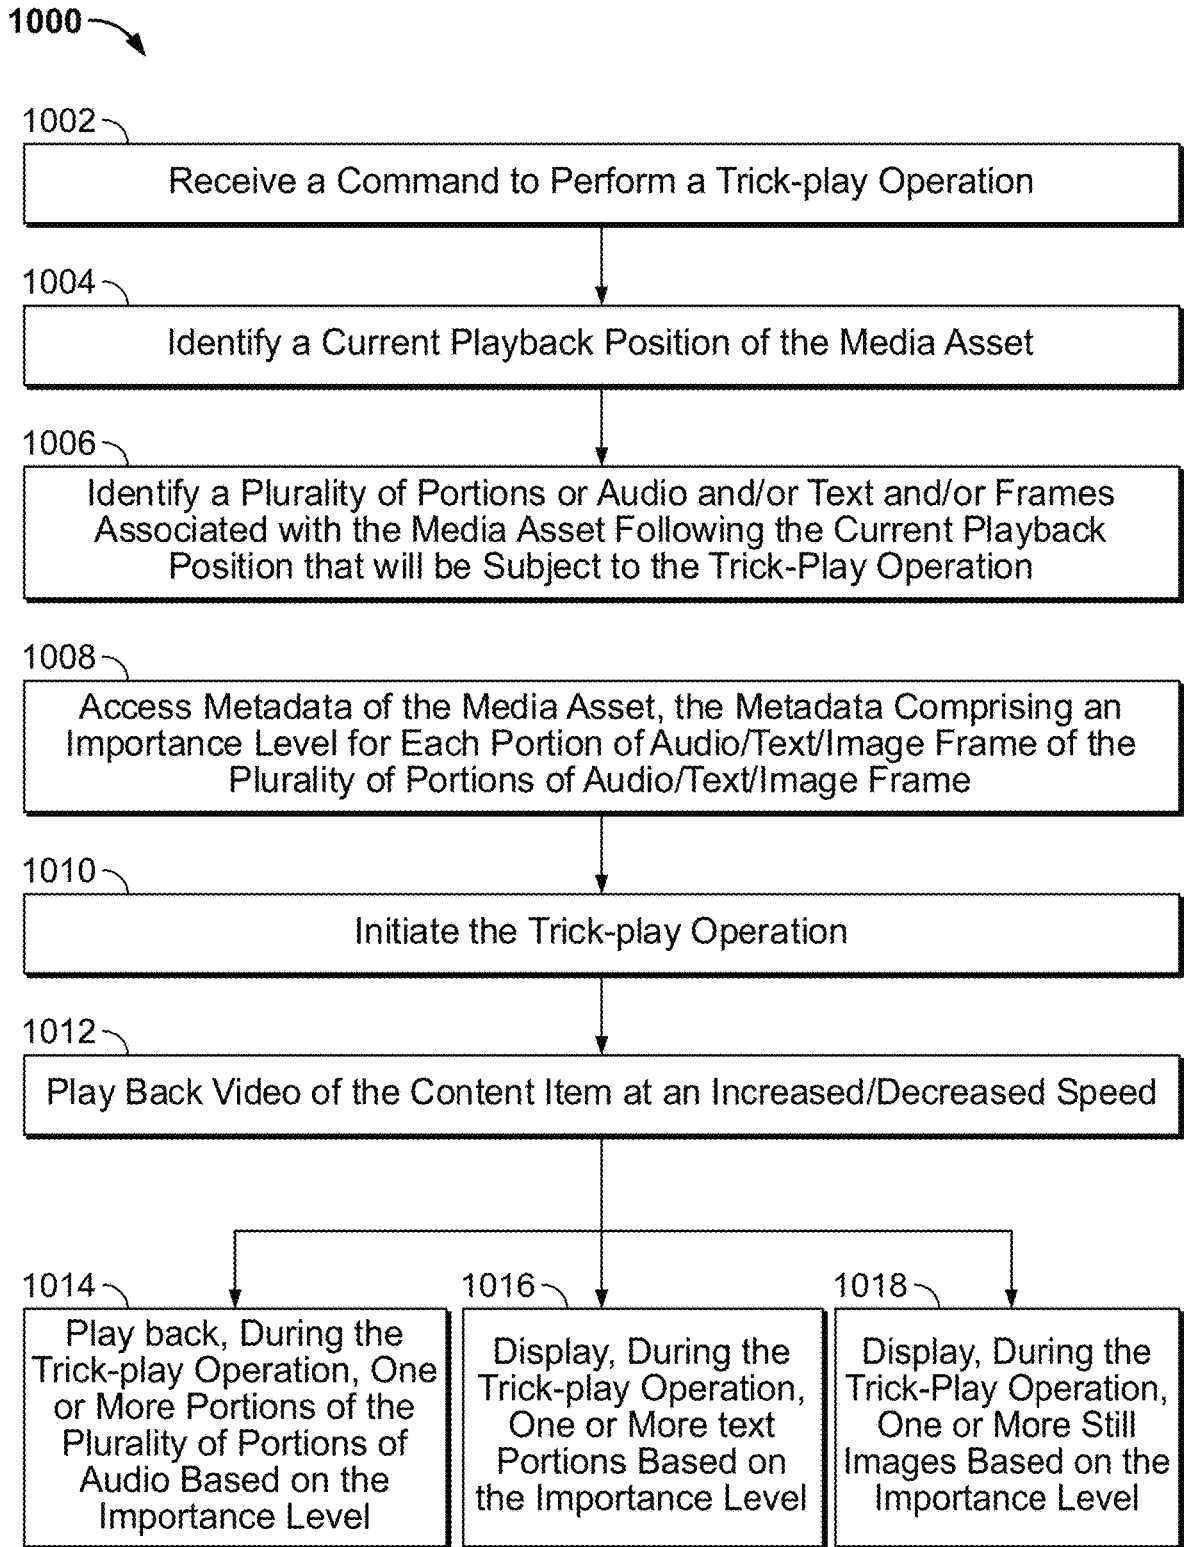 1000
1002
Receive a Command to Perform a Trick-play Operation
1004
Identify a Current Playback Position of the Media Asset
1006
Identify a Plurality of Portions or Audio and/or Text and/or Frames
Associated with the Media Asset Following the Current Playback
Position that will be Subject to the Trick-Play Operation
1008
Access Metadata of the Media Asset, the Metadata Comprising an
Importance Level for Each Portion of Audio/Text/Image Frame of the
Plurality of Portions of Audio/Text/Image Frame
1010
Initiate the Trick-play Operation
1012
Play Back Video of the Content Item at an Increased/Decreased Speed
1014
Play back, During the
Trick-play Operation, One
or More Portions of the
Plurality of Portions of
Audio Based on the
Importance Level
1016
Display, During the
Trick-play Operation,
One or More text
Portions Based on
the Importance Level
1018
Display, During the
Trick-Play Operation,
One or More Still
Images Based on the
Importance Level